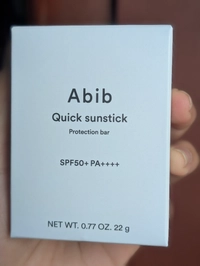 Abib
Quick sunstick
Protection bar
SPF50+ PA++++
NET WT. 0.77 OZ. 22 g